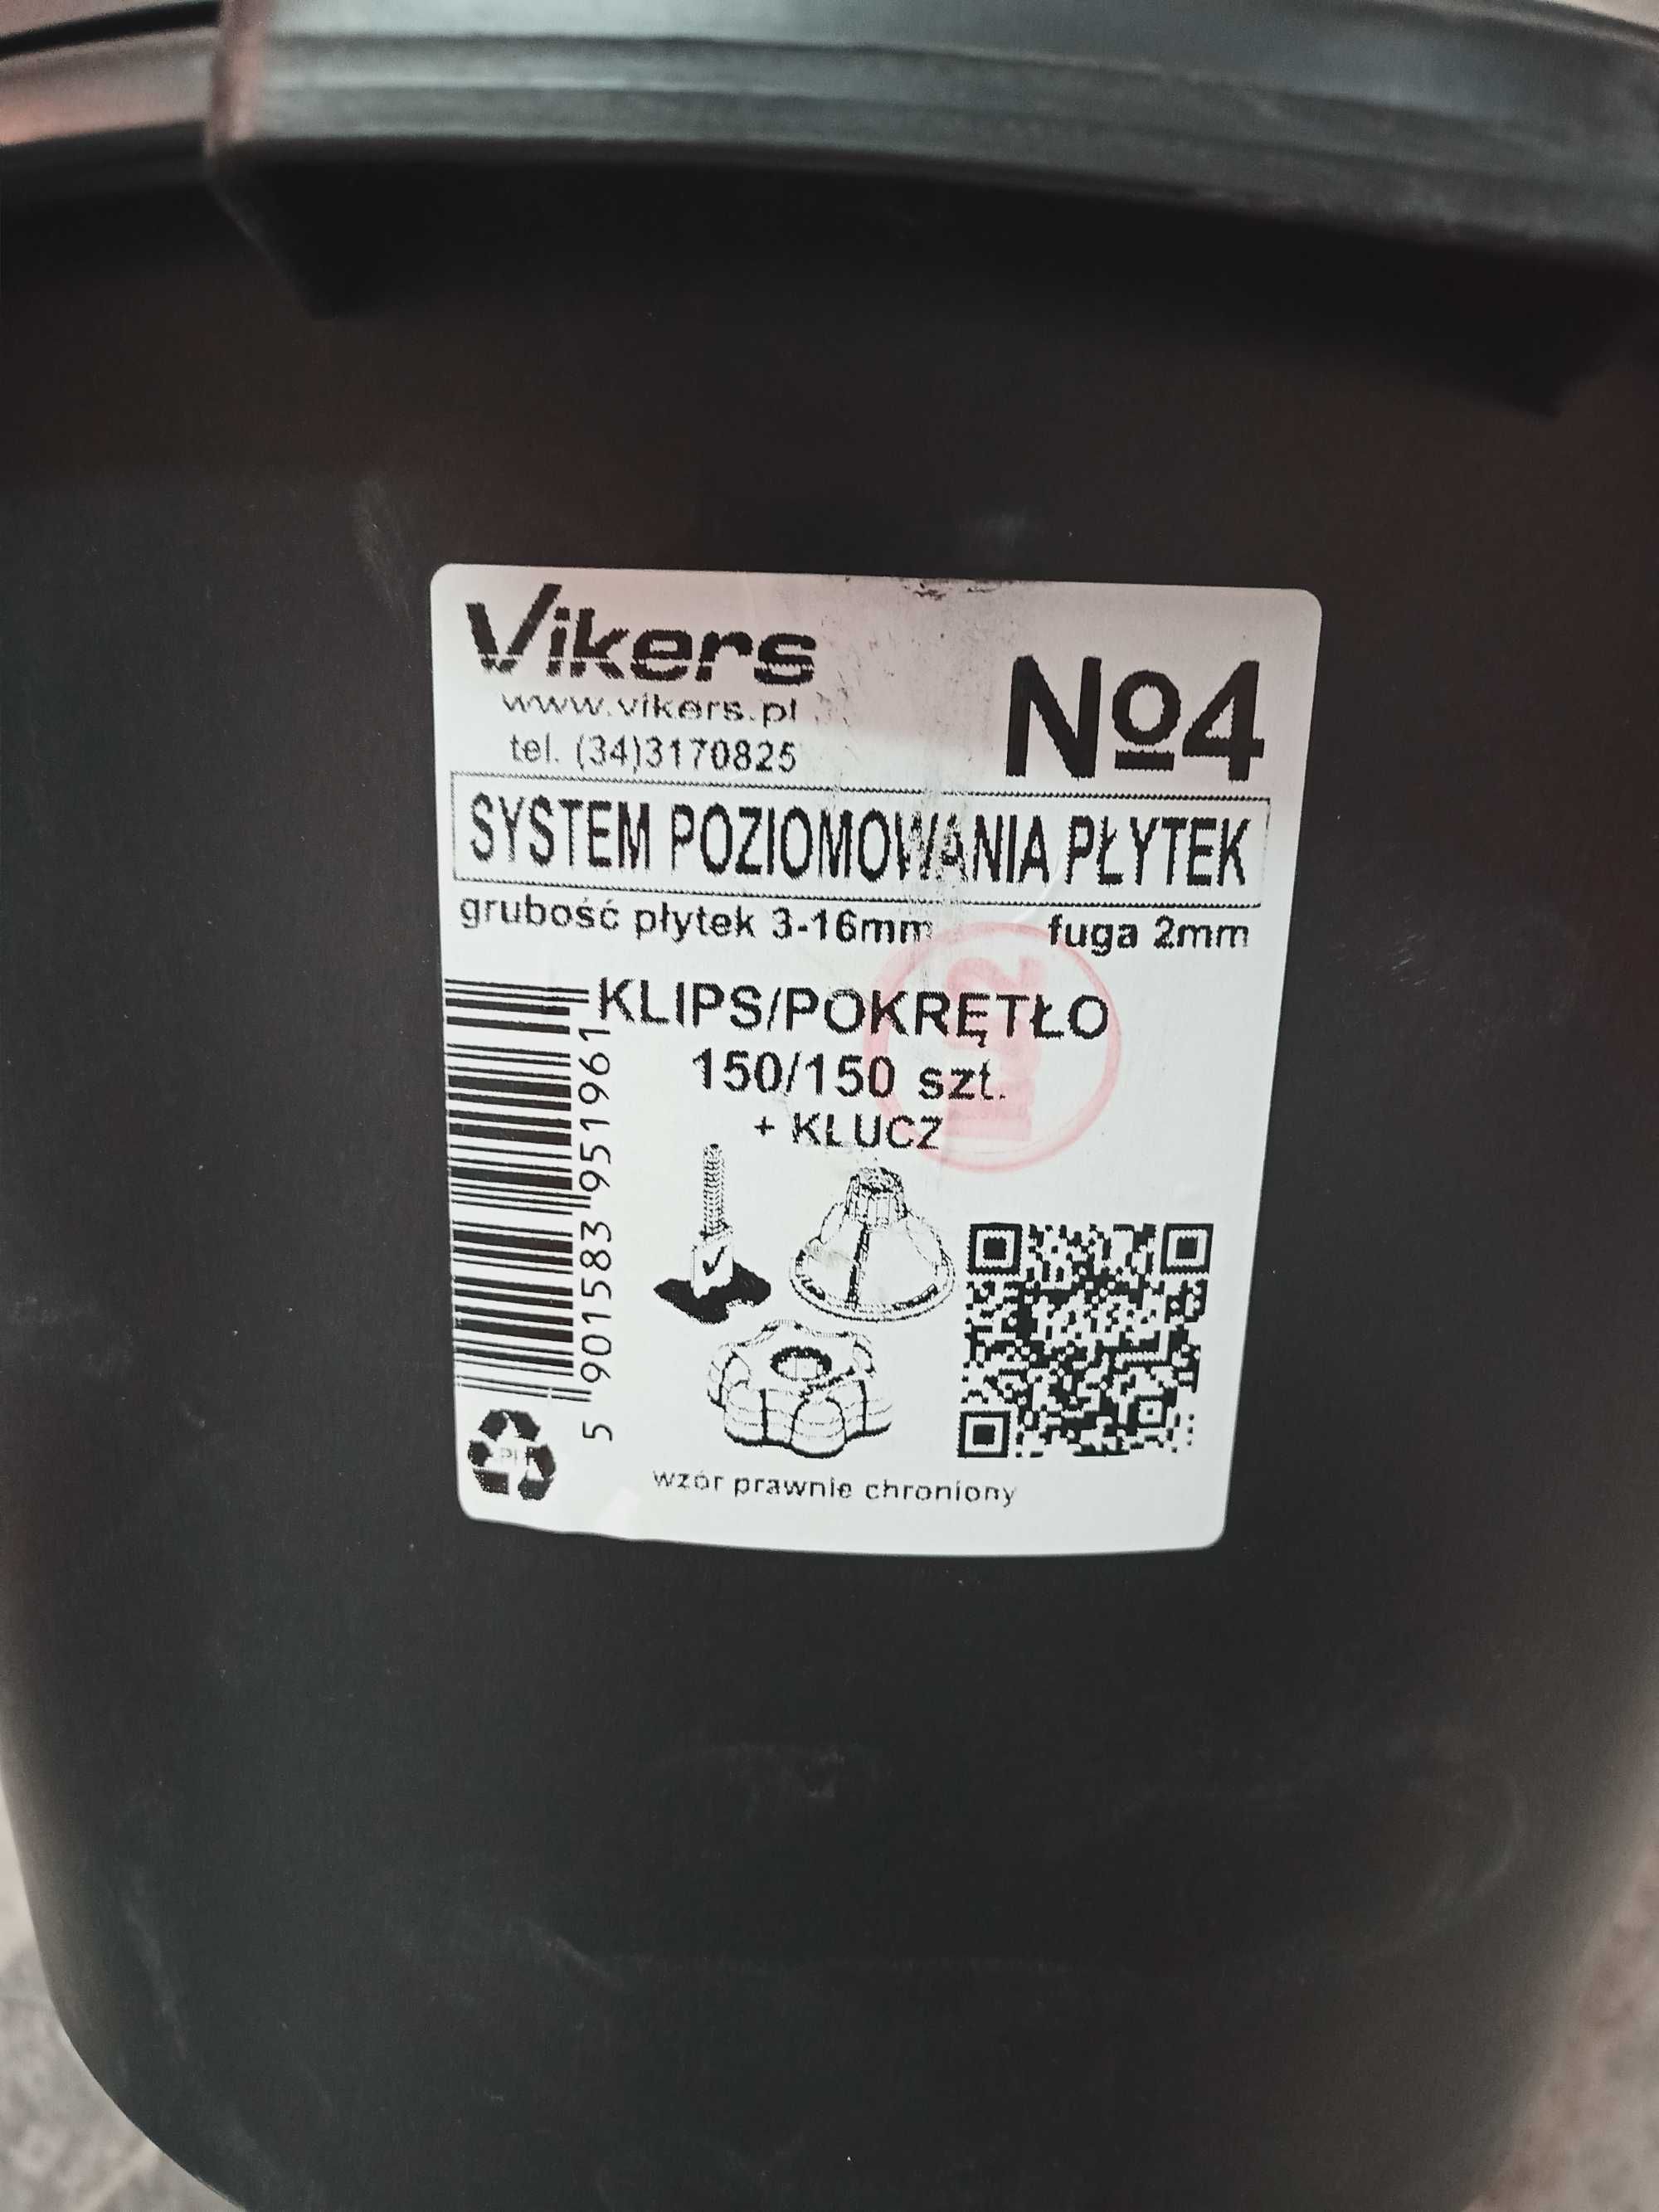 Vikers
www.vikers.pl
tel. (34)3170825
№4
SYSTEM POZIOMOWANIA PŁYTEK
grubość płytek 3-16mm fuga 2mm
KLIPS/POKRĘTŁO
150/150 szt.
+ KLUCZ
5 901583 951961
wzór prawnie chroniony